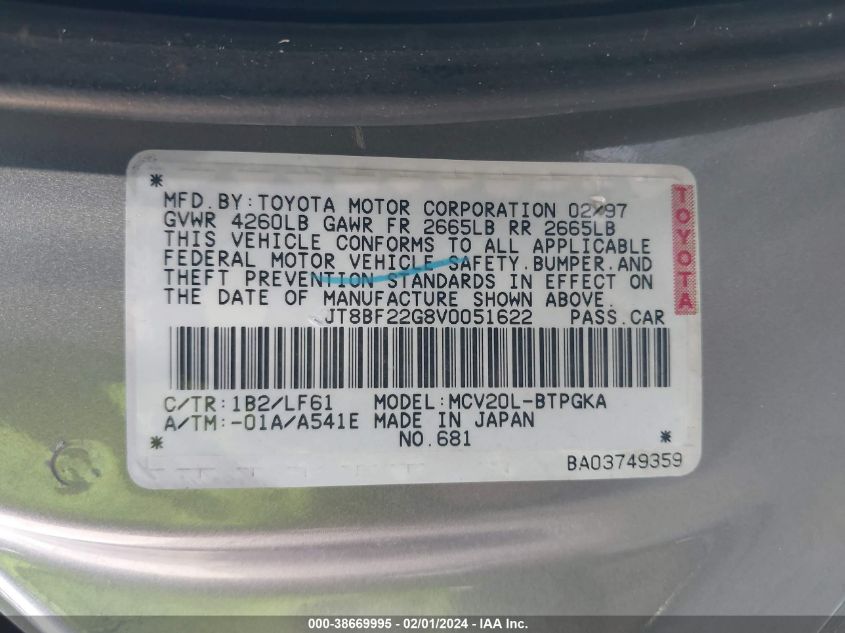 MFD.BY:TOYOTA MOTOR CORPORATION 02/97
GVWR 4260LB GAWR FR 2665LB RR 2665LB
THIS VEHICLE CONFORMS TO ALL APPLICABLE
FEDERAL MOTOR VEHICLE SAFETY.BUMPER.AND
THEFT PREVENTION STANDARDS IN EFFECT ON
THE DATE OF MANUFACTURE SHOWN ABOVE.
JT8BF22G8V0051622 PASS.CAR
TOYOTA
C/TR:1B2/LF61 MODEL:MCV20L-BTPGKA
A/TM:-01A/A541E MADE IN JAPAN
NO.681
BA03749359
000-38669995 - 02/01/2024 - IAA Inc.